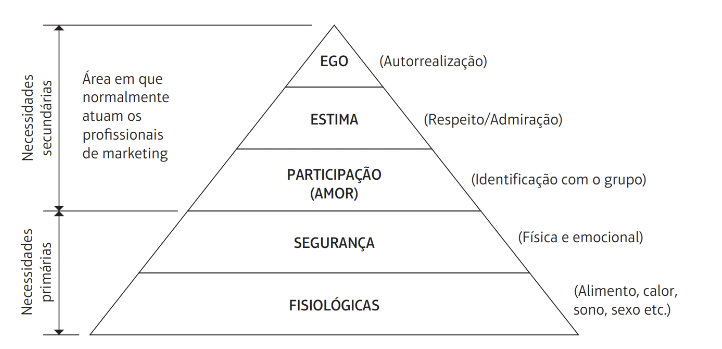 Necessidades
secundárias
Área em que
normalmente
atuam os
profissionais
de marketing
EGO
(Autorrealização)
ESTIMA
(Respeito/Admiração)
PARTICIPAÇÃO
(AMOR)
(Identificação com o grupo)
Necessidades
primárias
SEGURANÇA
(Física e emocional)
FISIOLÓGICAS
(Alimento, calor,
sono, sexo etc.)